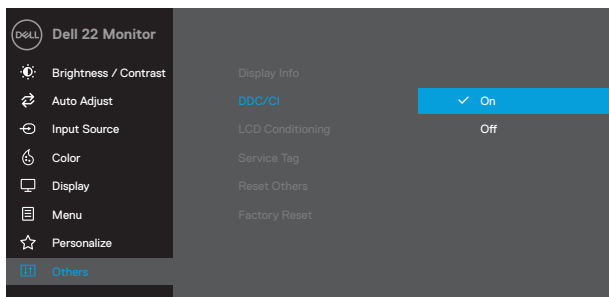 DELL Dell 22 Monitor
Brightness / Contrast
Auto Adjust
Input Source
Color
Display
Menu
Personalize
Others
Display Info
DDC/CI
LCD Conditioning
Service Tag
Reset Others
Factory Reset
On
Off